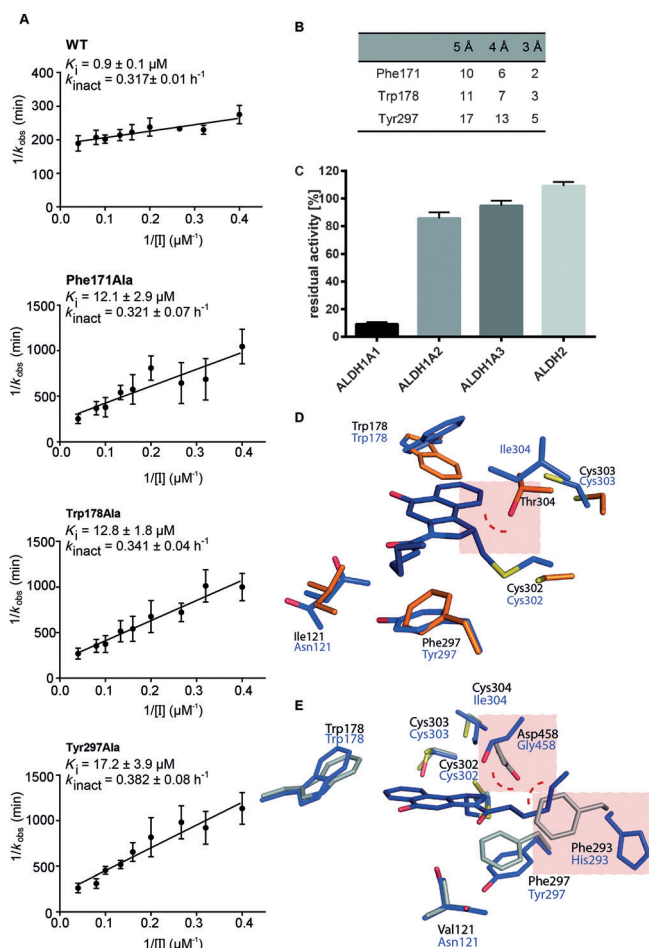 A
WT
Ki = 0.9 ± 0.1 µM
kinact = 0.317± 0.01 h-1
1/kobs (min)
400
300
200
100
0
0.0 0.1 0.2 0.3 0.4
1/[I] (µM-1)
Phe171Ala
Ki = 12.1 ± 2.9 µM
kinact = 0.321 ± 0.07 h-1
1/kobs (min)
1500
1000
500
0
0.0 0.1 0.2 0.3 0.4
1/[I] (µM-1)
Trp178Ala
Ki = 12.8 ± 1.8 µM
kinact = 0.341 ± 0.04 h-1
1/kobs (min)
1500
1000
500
0
0.0 0.1 0.2 0.3 0.4
1/[I] (µM-1)
Tyr297Ala
Ki = 17.2 ± 3.9 µM
kinact = 0.382 ± 0.08 h-1
1/kobs (min)
1500
1000
500
0
0.0 0.1 0.2 0.3 0.4
1/[I] (µM-1)
B
5 Å 4 Å 3 Å
Phe171 10 6 2
Trp178 11 7 3
Tyr297 17 13 5
C
residual activity [%]
120
100
80
60
40
20
0
ALDH1A1 ALDH1A2 ALDH1A3 ALDH2
D
Trp178
Trp178
Ile304
Cys303
Cys303
Thr304
Cys302
Cys302
Ile121
Asn121
Phe297
Tyr297
E
Trp178
Trp178
Cys304
Ile304
Cys303
Cys303
Asp458
Gly458
Cys302
Cys302
Phe293
His293
Phe297
Tyr297
Val121
Asn121